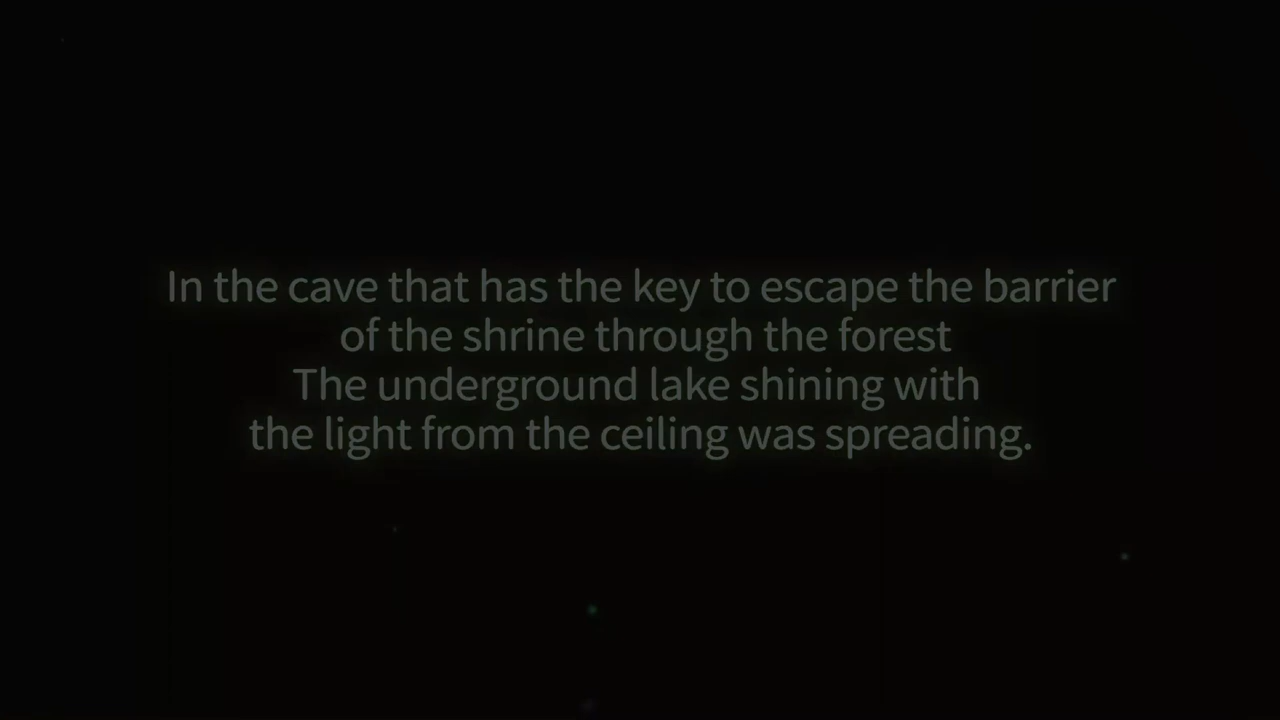 In the cave that has the key to escape the barrier
of the shrine through the forest
The underground lake shining with
the light from the ceiling was spreading.